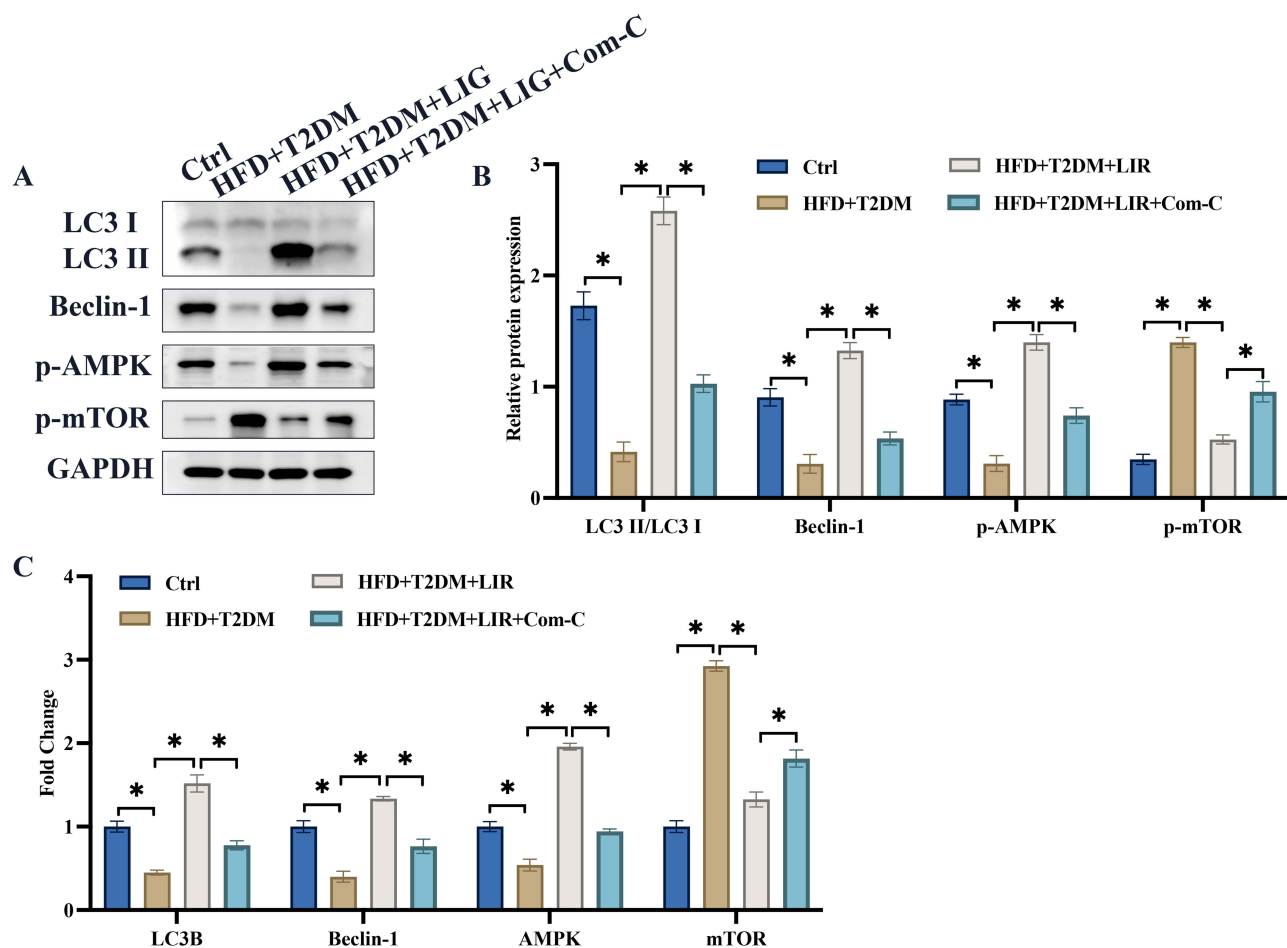 Ctrl
HFD+T2DM
HFD+T2DM+LIG
HFD+T2DM+LIG+Com-C
A
LC3 I
LC3 II
Beclin-1
p-AMPK
p-mTOR
GAPDH
B
Ctrl
HFD+T2DM
HFD+T2DM+LIR
HFD+T2DM+LIR+Com-C
Relative protein expression
3
2
1
0
* * * * * * * * * * * *
LC3 II/LC3 I Beclin-1 p-AMPK p-mTOR
C
Ctrl
HFD+T2DM
HFD+T2DM+LIR
HFD+T2DM+LIR+Com-C
Fold Change
4
3
2
1
0
* * * * * * * * * * * *
LC3B Beclin-1 AMPK mTOR